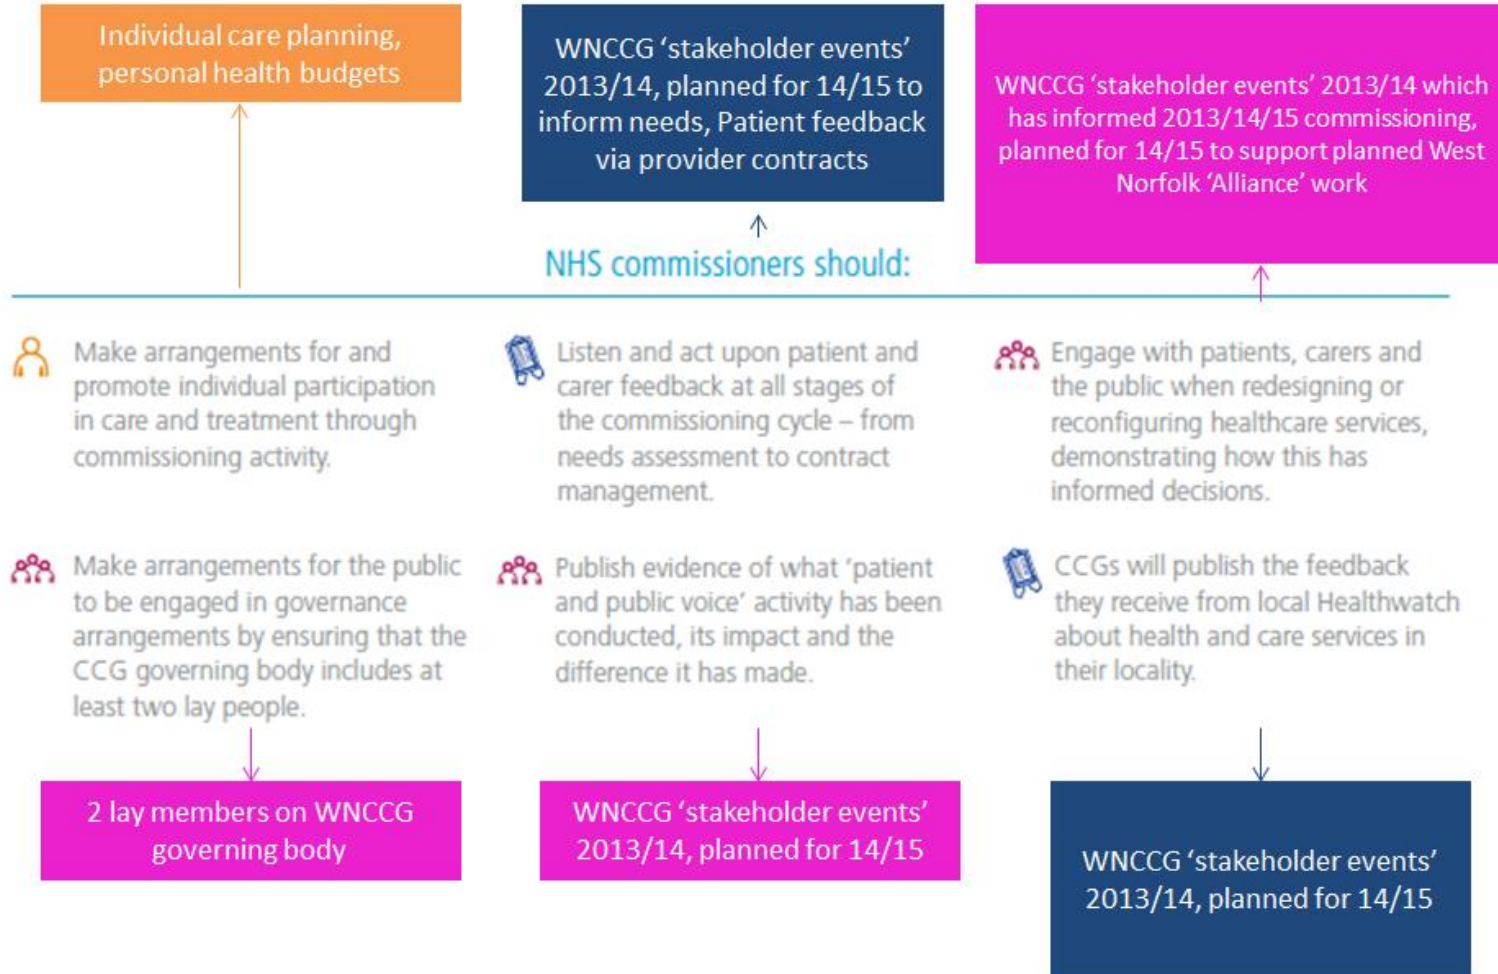 Individual care planning,
personal health budgets
WNCCG ‘stakeholder events’
2013/14, planned for 14/15 to
inform needs, Patient feedback
via provider contracts
WNCCG ‘stakeholder events’ 2013/14 which
has informed 2013/14/15 commissioning,
planned for 14/15 to support planned West
Norfolk ‘Alliance’ work
NHS commissioners should:
Make arrangements for and
promote individual participation
in care and treatment through
commissioning activity.
Listen and act upon patient and
carer feedback at all stages of
the commissioning cycle – from
needs assessment to contract
management.
Engage with patients, carers and
the public when redesigning or
reconfiguring healthcare services,
demonstrating how this has
informed decisions.
Make arrangements for the public
to be engaged in governance
arrangements by ensuring that the
CCG governing body includes at
least two lay people.
Publish evidence of what ‘patient
and public voice’ activity has been
conducted, its impact and the
difference it has made.
CCGs will publish the feedback
they receive from local Healthwatch
about health and care services in
their locality.
2 lay members on WNCCG
governing body
WNCCG ‘stakeholder events’
2013/14, planned for 14/15
WNCCG ‘stakeholder events’
2013/14, planned for 14/15